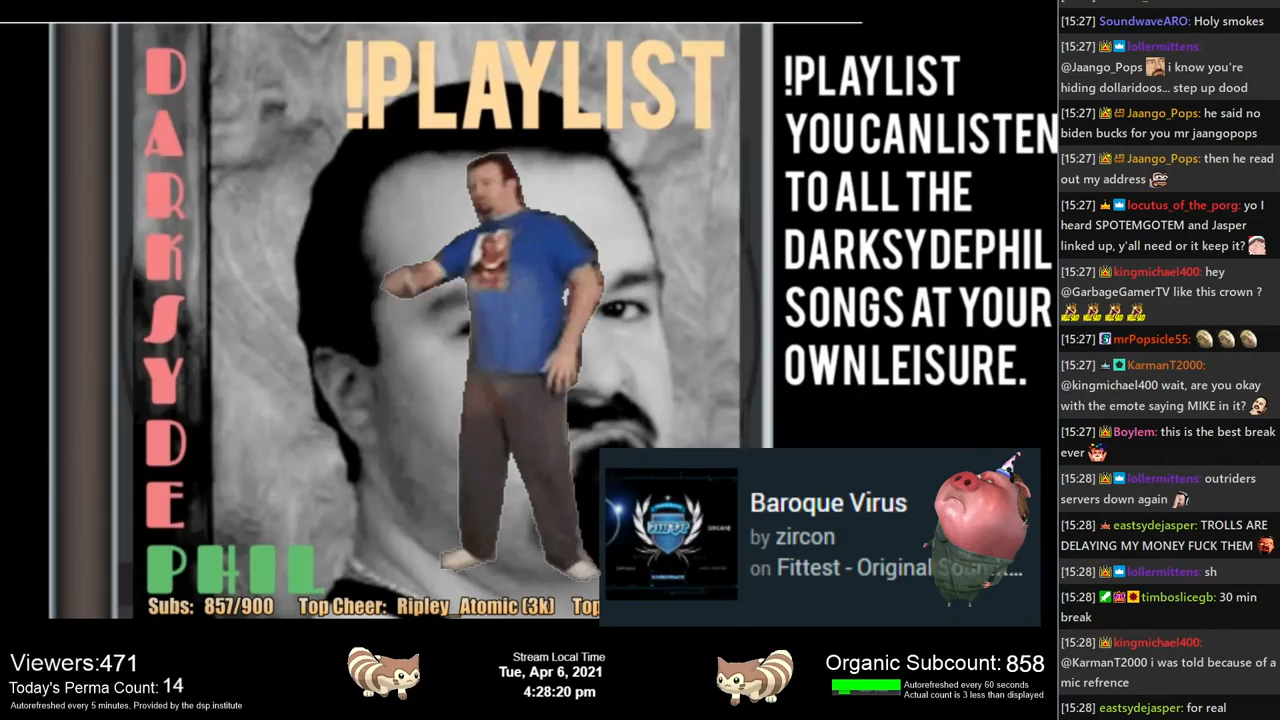 !PLAYLIST
DARKSYDE
PHIL
!PLAYLIST
YOU CAN LISTEN
TO ALL THE
DARKSYDEPHIL
SONGS AT YOUR
OWN LEISURE.
Subs: 857/900 Top Cheer: Ripley_Atomic (3k) Top
Baroque Virus
by zircon
on Fittest - Original
Viewers:471
Today's Perma Count: 14
Autorefreshed every 5 minutes, Provided by the dsp.institute
Stream Local Time
Tue, Apr 6, 2021
4:28:20 pm
Organic Subcount: 858
Autorefreshed every 60 seconds
Actual count is 3 less than displayed
[15:27] SoundwaveARO: Holy smokes
[15:27] lollermittens:
@Jaango_Pops i know you're
hiding dollaridoos... step up dood
[15:27] Jaango_Pops: he said no
biden bucks for you mr jaangopops
[15:27] Jaango_Pops: then he read
out my address
[15:27] locutus_of_the_porg: yo I
heard SPOTEMGOTEM and Jasper
linked up, y'all need or it keep it?
[15:27] kingmichael400: hey
@GarbageGamerTV like this crown ?
[15:27] mrPopsicle55:
[15:27] KarmanT2000:
@kingmichael400 wait, are you okay
with the emote saying MIKE in it?
[15:27] Boylem: this is the best break
ever
[15:28] lollermittens: outriders
servers down again
[15:28] eastsydejasper: TROLLS ARE
DELAYING MY MONEY FUCK THEM
[15:28] lollermittens: sh
[15:28] timboslicegb: 30 min
break
[15:28] kingmichael400:
@KarmanT2000 i was told because of a
mic refrence
[15:28] eastsydejasper: for real